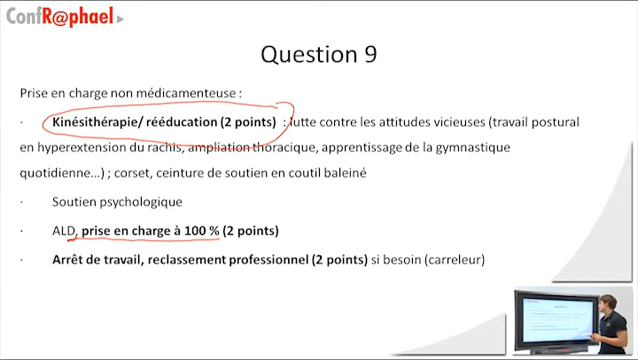 ConfR@phael
Question 9
Prise en charge non médicamenteuse :
· Kinésithérapie/ rééducation (2 points) : lutte contre les attitudes vicieuses (travail postural
en hyperextension du rachis, ampliation thoracique, apprentissage de la gymnastique
quotidienne…) ; corset, ceinture de soutien en coutil baleiné
· Soutien psychologique
· ALD, prise en charge à 100 % (2 points)
· Arrêt de travail, reclassement professionnel (2 points) si besoin (carreleur)